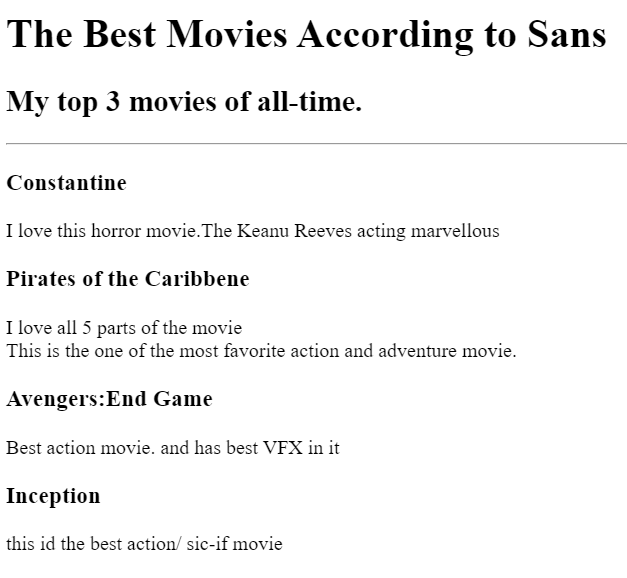 The Best Movies According to Sans
My top 3 movies of all-time.
Constantine
I love this horror movie.The Keanu Reeves acting marvellous
Pirates of the Caribbene
I love all 5 parts of the movie
This is the one of the most favorite action and adventure movie.
Avengers:End Game
Best action movie. and has best VFX in it
Inception
this id the best action/ sic-if movie